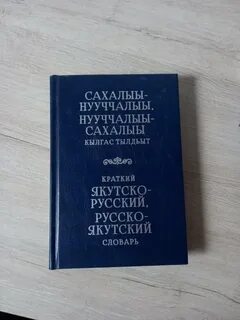 САХАЛЫЫ-
НУУЧЧАЛЫЫ,
НУУЧЧАЛЫЫ-
САХАЛЫЫ
КЫЛГАС ТЫЛДЬЫТ
КРАТКИЙ
ЯКУТСКО-
РУССКИЙ,
РУССКО-
ЯКУТСКИЙ
СЛОВАРЬ